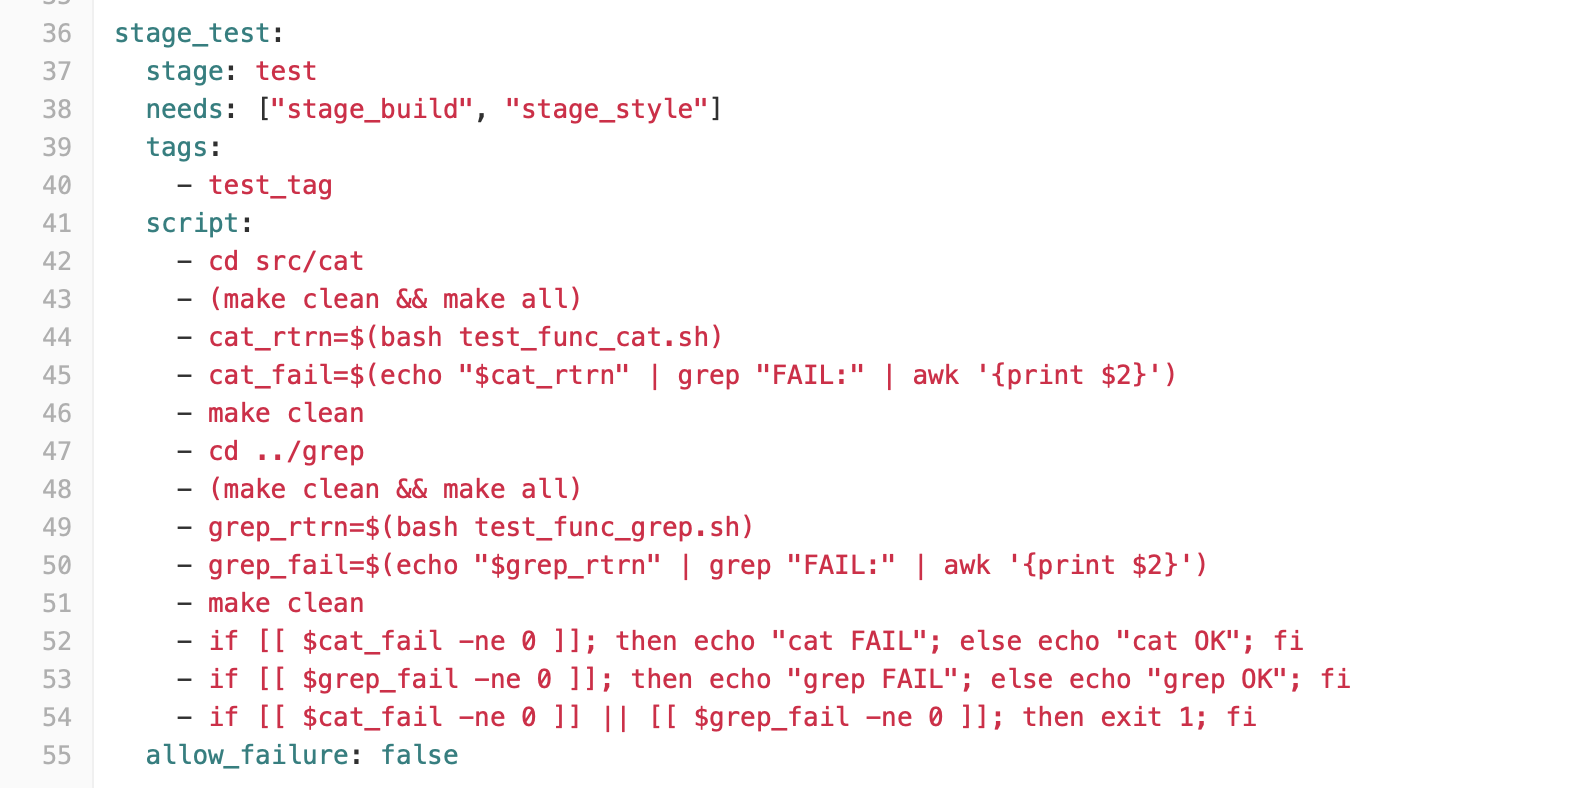 36 stage_test:
37   stage: test
38   needs: ["stage_build", "stage_style"]
39   tags:
40     - test_tag
41   script:
42     - cd src/cat
43     - (make clean && make all)
44     - cat_rtrn=$(bash test_func_cat.sh)
45     - cat_fail=$(echo "$cat_rtrn" | grep "FAIL:" | awk '{print $2}')
46     - make clean
47     - cd ../grep
48     - (make clean && make all)
49     - grep_rtrn=$(bash test_func_grep.sh)
50     - grep_fail=$(echo "$grep_rtrn" | grep "FAIL:" | awk '{print $2}')
51     - make clean
52     - if [[ $cat_fail -ne 0 ]]; then echo "cat FAIL"; else echo "cat OK"; fi
53     - if [[ $grep_fail -ne 0 ]]; then echo "grep FAIL"; else echo "grep OK"; fi
54     - if [[ $cat_fail -ne 0 ]] || [[ $grep_fail -ne 0 ]]; then exit 1; fi
55   allow_failure: false